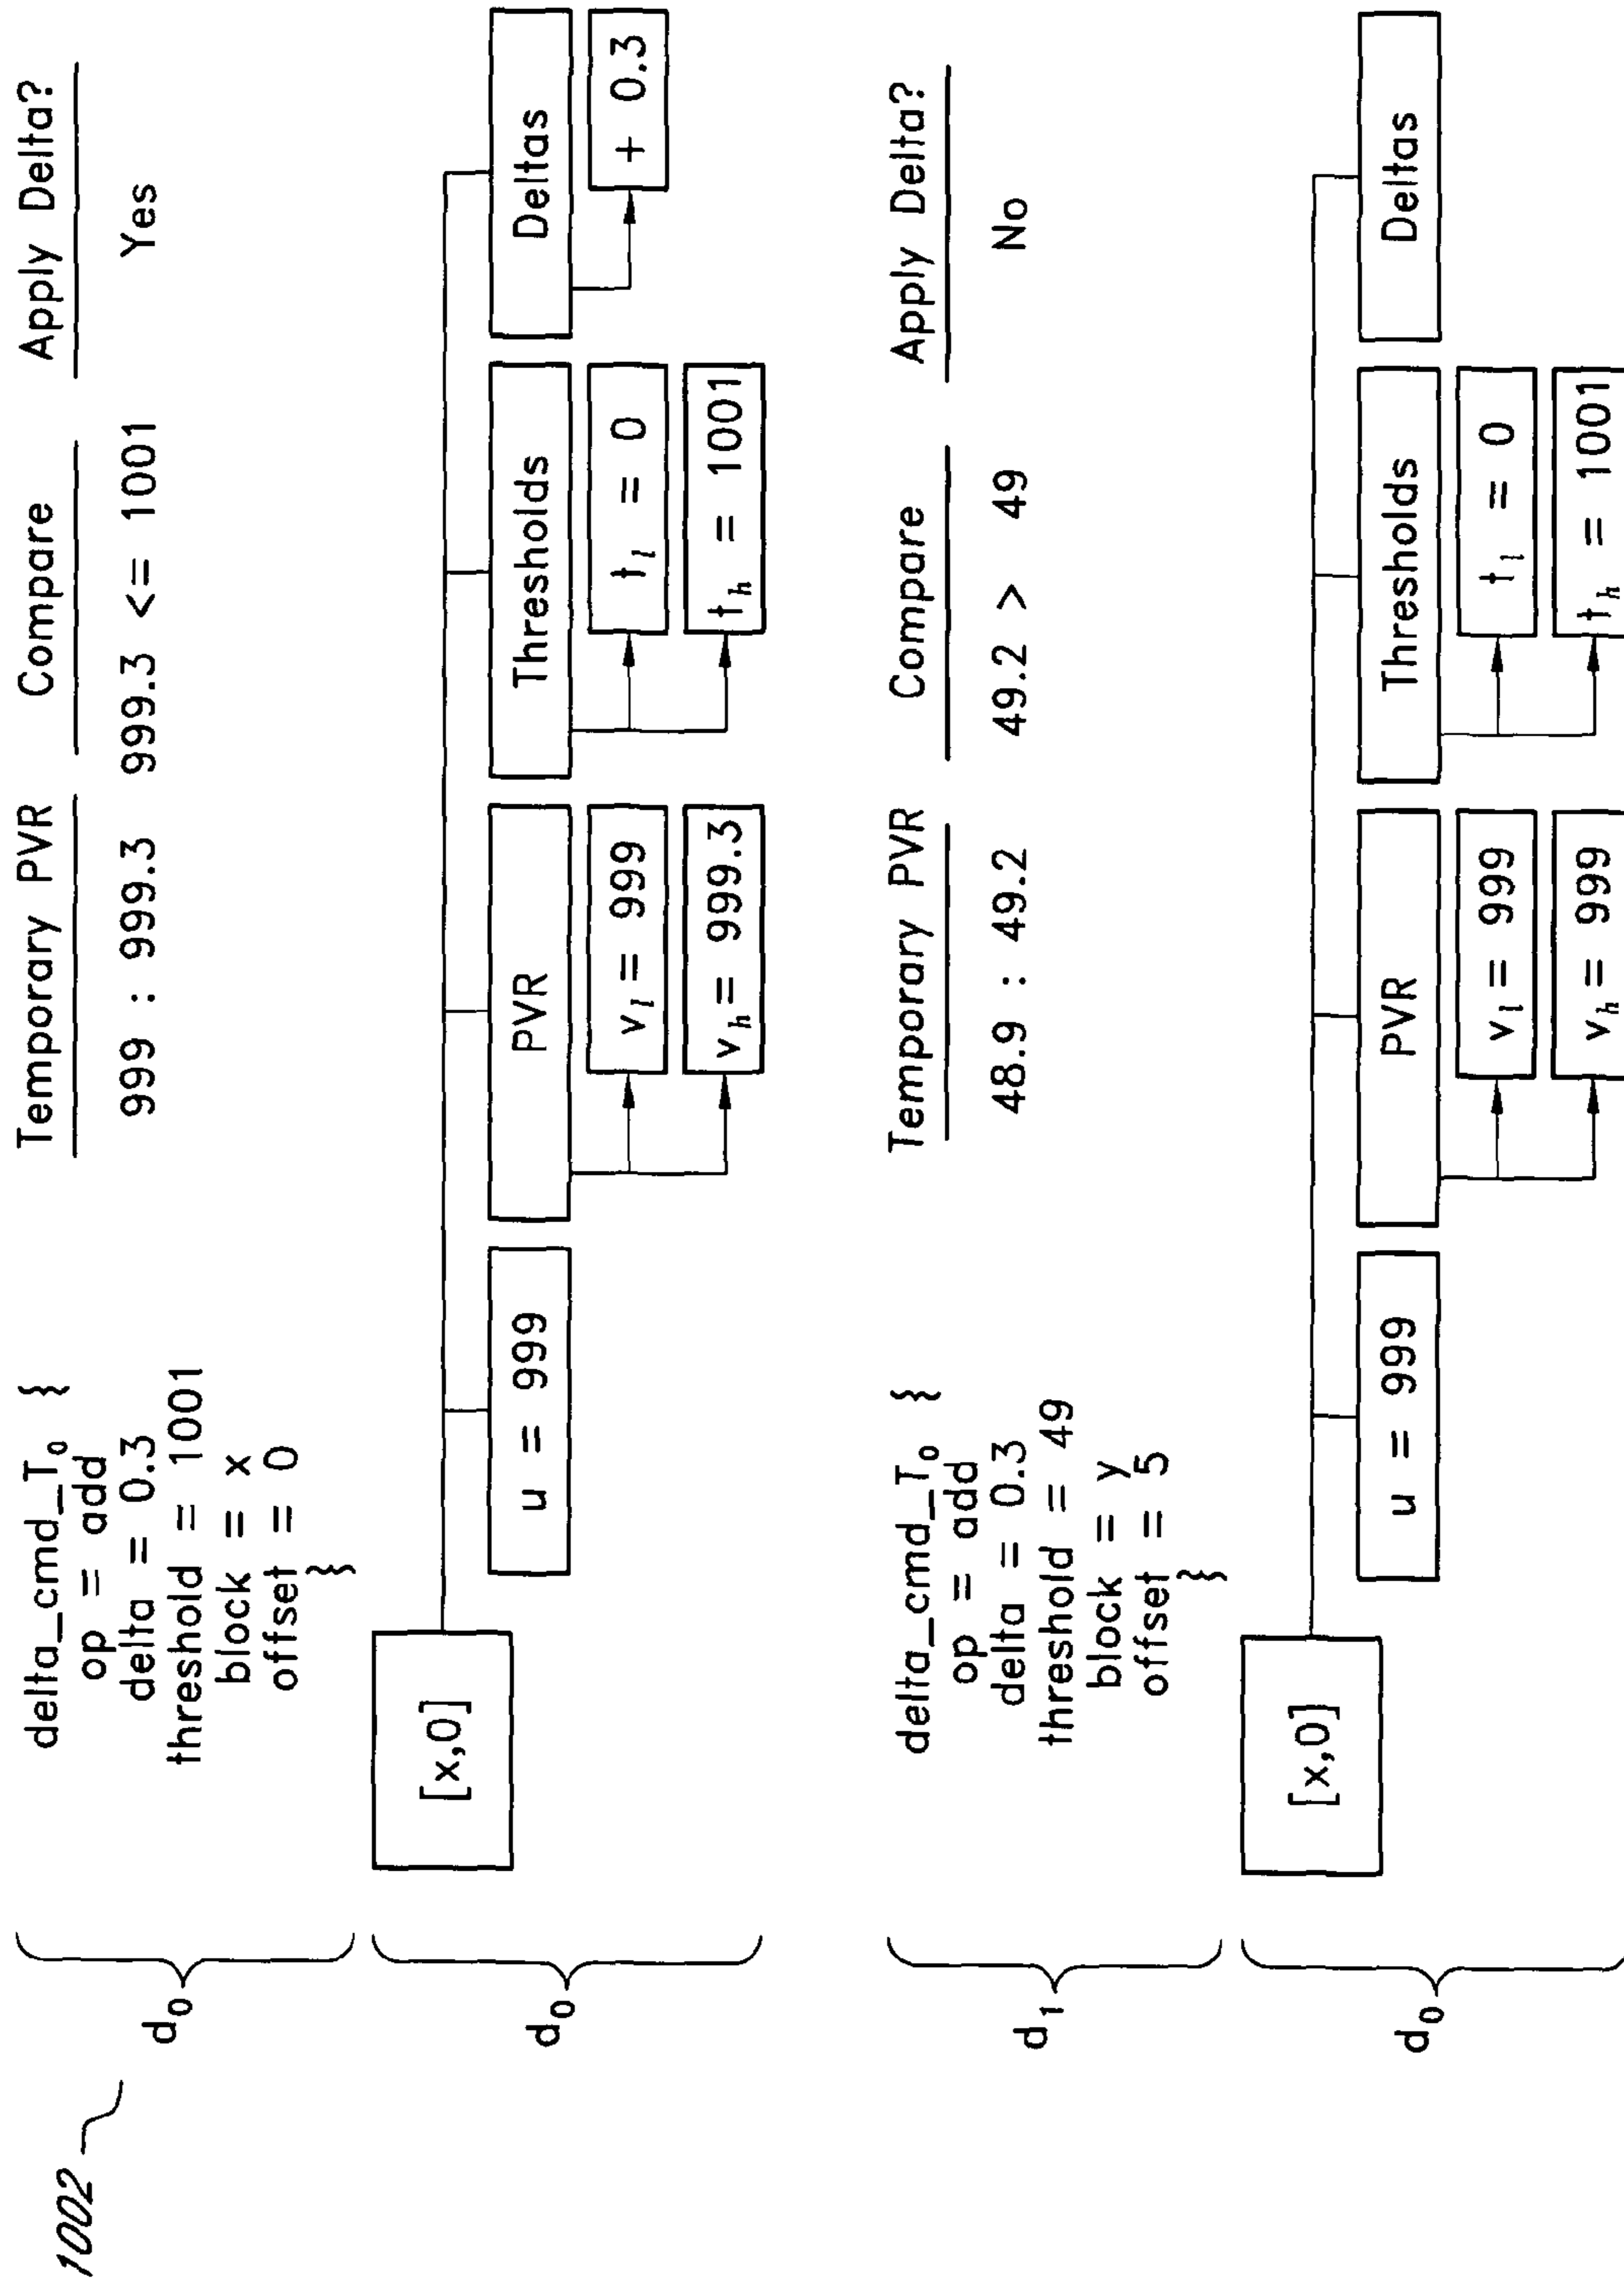 1002
d0
delta_cmd_T0 {
op = add
delta = 0.3
threshold = 1001
block = x
offset = 0
}
Temporary PVR Compare Apply Delta?
999 : 999.3 999.3 <= 1001 Yes
d0
[x,0]
u = 999
PVR
vl = 999
vh = 999.3
Thresholds
tl = 0
th = 1001
Deltas
+ 0.3
d1
delta_cmd_T0 {
op = add
delta = 0.3
threshold = 49
block = y
offset = 5
}
Temporary PVR Compare Apply Delta?
48.9 : 49.2 49.2 > 49 No
d0
[x,0]
u = 999
PVR
vl = 999
vh = 999
Thresholds
tl = 0
th = 1001
Deltas